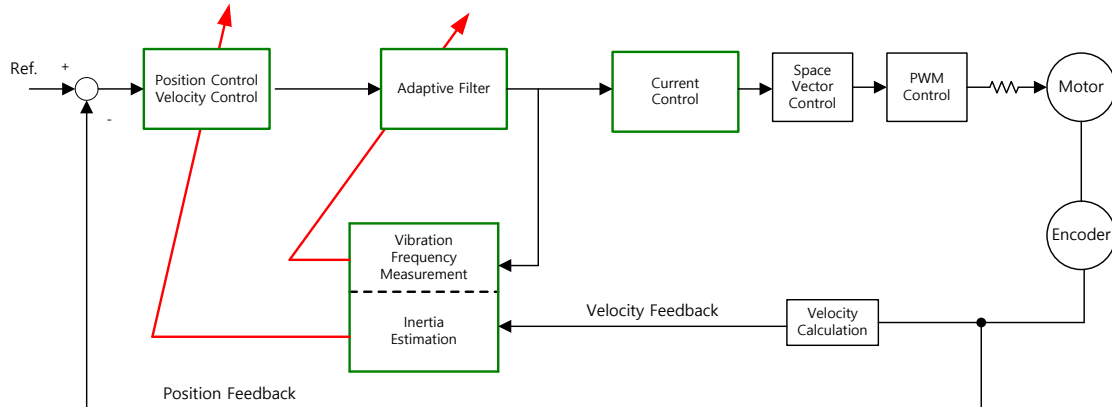 Ref.
+
-
Position Control
Velocity Control
Adaptive Filter
Current
Control
Space
Vector
Control
PWM
Control
Motor
Encoder
Vibration
Frequency
Measurement
Inertia
Estimation
Velocity Feedback
Velocity
Calculation
Position Feedback